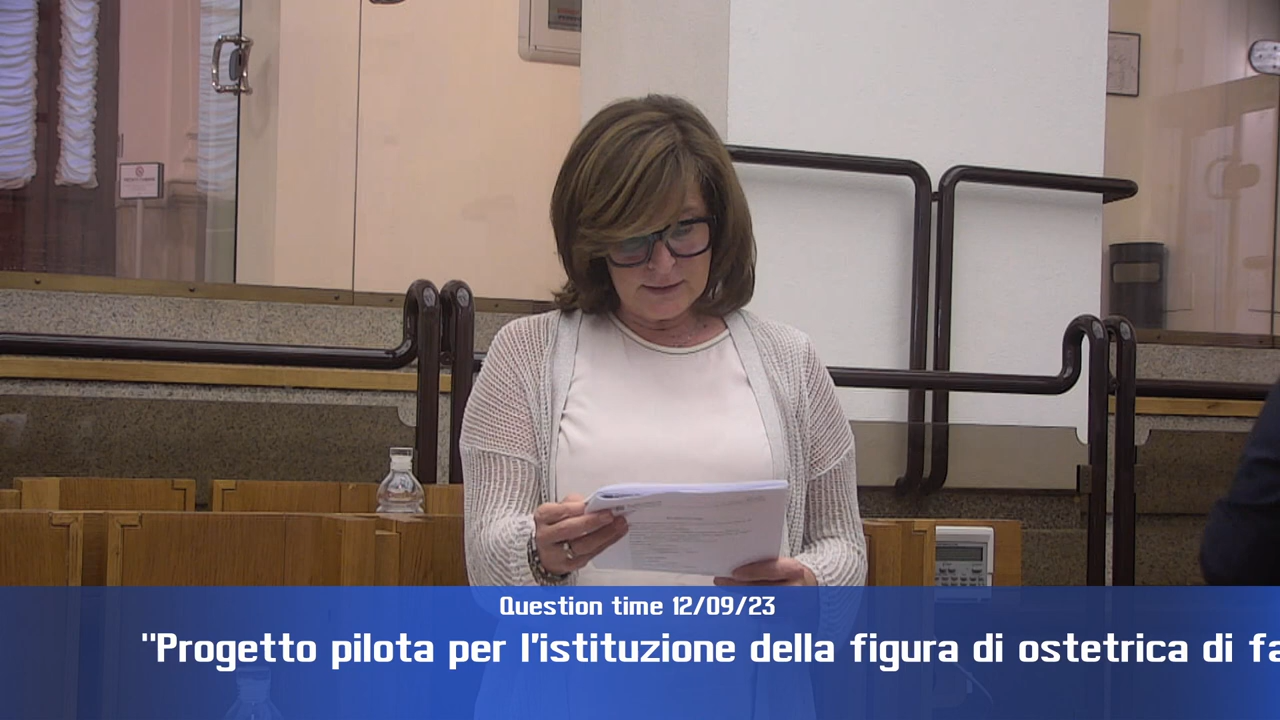 Question time 12/09/23
"Progetto pilota per l'istituzione della figura di ostetrica di fa